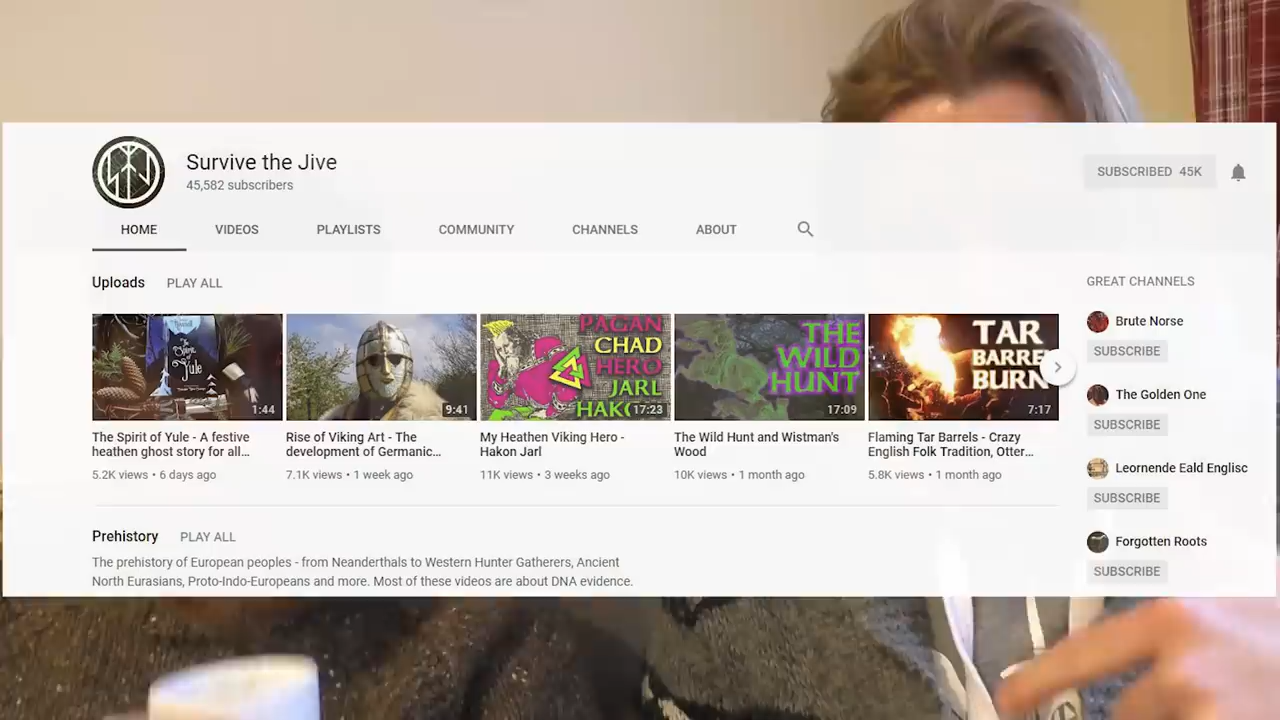 Survive the Jive
45,582 subscribers
SUBSCRIBED 45K
HOME
VIDEOS
PLAYLISTS
COMMUNITY
CHANNELS
ABOUT
Uploads
PLAY ALL
The Spirit of Yule
1:44
The Spirit of Yule - A festive
heathen ghost story for all...
5.2K views • 6 days ago
9:41
Rise of Viking Art - The
development of Germanic...
7.1K views • 1 week ago
PAGAN
CHAD
HERO
JARL
HAK
17:23
My Heathen Viking Hero -
Hakon Jarl
11K views • 3 weeks ago
THE
WILD
HUNT
17:09
The Wild Hunt and Wistman's
Wood
10K views • 1 month ago
TAR
BARRE
BURN
7:17
Flaming Tar Barrels - Crazy
English Folk Tradition, Otter...
5.8K views • 1 month ago
GREAT CHANNELS
Brute Norse
SUBSCRIBE
The Golden One
SUBSCRIBE
Leornende Eald Englisc
SUBSCRIBE
Forgotten Roots
SUBSCRIBE
Prehistory
PLAY ALL
The prehistory of European peoples - from Neanderthals to Western Hunter Gatherers, Ancient
North Eurasians, Proto-Indo-Europeans and more. Most of these videos are about DNA evidence.